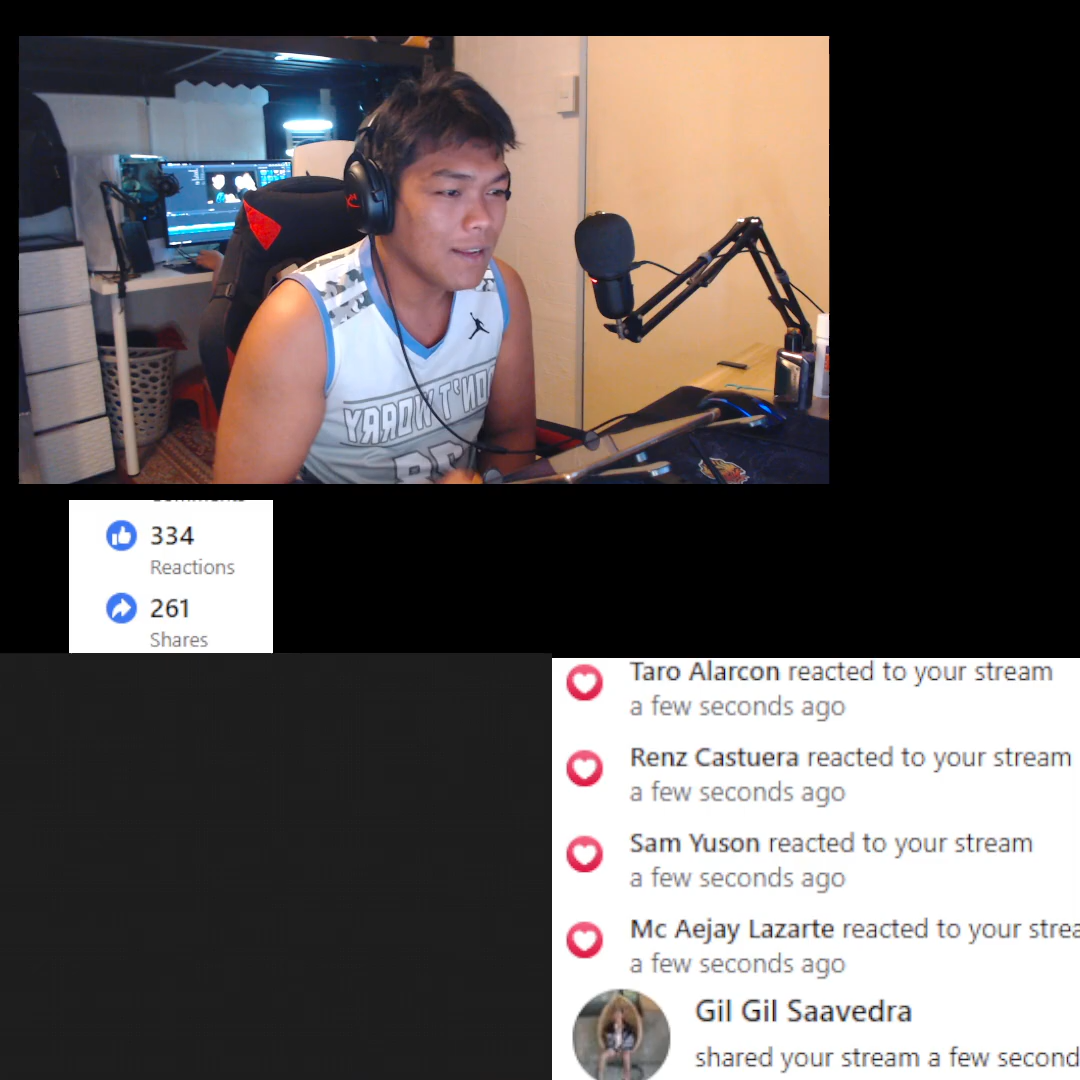 DON'T WORRY
334
Reactions
261
Shares
Taro Alarcon reacted to your stream
a few seconds ago
Renz Castuera reacted to your stream
a few seconds ago
Sam Yuson reacted to your stream
a few seconds ago
Mc Aejay Lazarte reacted to your strea
a few seconds ago
Gil Gil Saavedra
shared your stream a few second